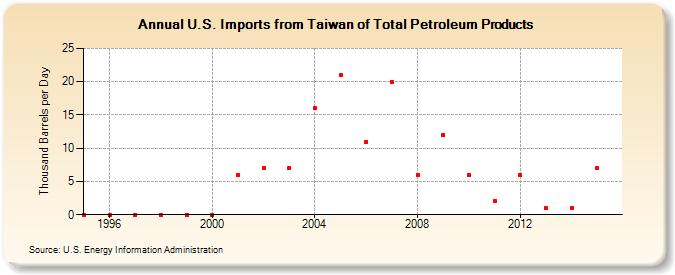 Annual U.S. Imports from Taiwan of Total Petroleum Products
Thousand Barrels per Day
25
20
15
10
5
0
1996 2000 2004 2008 2012
Source: U.S. Energy Information Administration